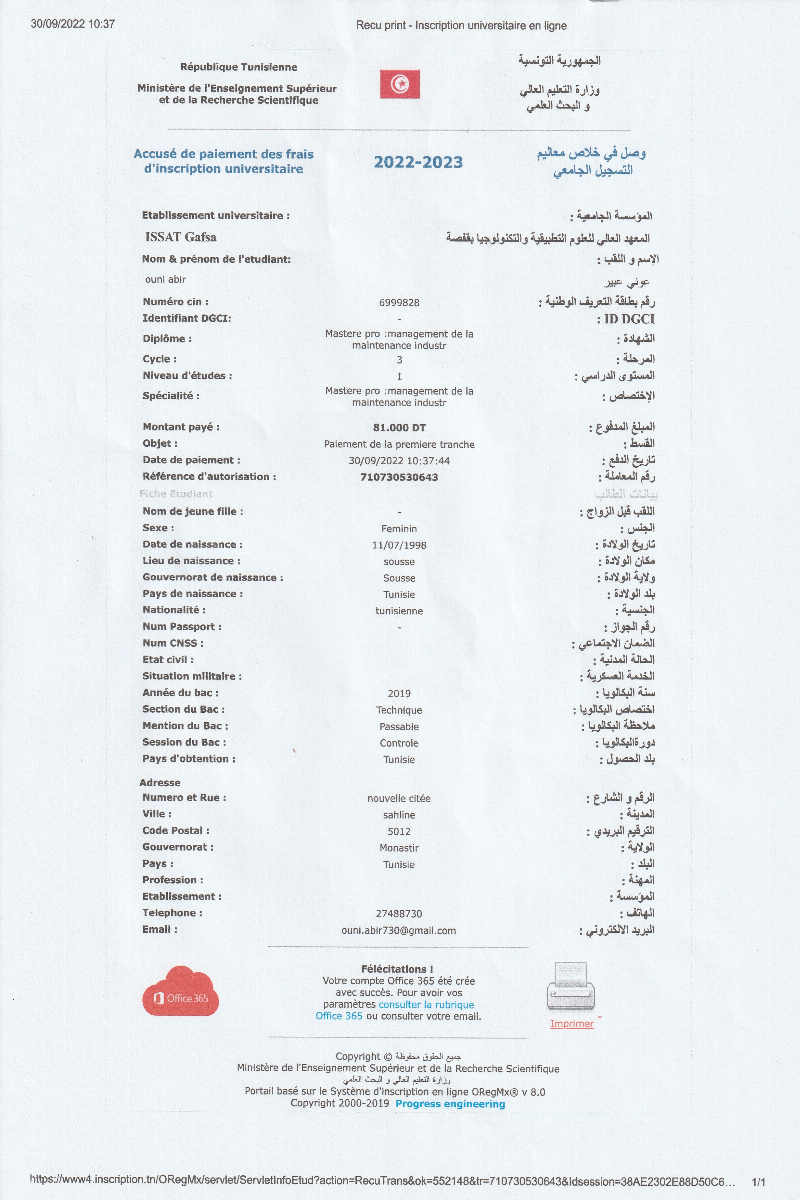 30/09/2022 10:37 Recu print - Inscription universitaire en ligne
République Tunisienne الجمهورية التونسية
Ministère de l'Enseignement Supérieur وزارة التعليم العالي
et de la Recherche Scientifique و البحث العلمي
Accusé de paiement des frais 2022-2023 وصل في خلاص معاليم
d'inscription universitaire التسجيل الجامعي
Etablissement universitaire : المؤسسة الجامعية :
ISSAT Gafsa المعهد العالي للعلوم التطبيقية والتكنولوجيا بقفصة
Nom & prénom de l'etudiant: الإسم و اللقب :
ouni abir عوني عبير
Numéro cin : 6999828 رقم بطاقة التعريف الوطنية :
Identifiant DGCI: - : ID DGCI
Diplôme : Mastere pro :management de la الشهادة :
maintenance industr
Cycle : 3 المرحلة :
Niveau d'études : 1 المستوى الدراسي :
Spécialité : Mastere pro :management de la الإختصاص :
maintenance industr
Montant payé : 81.000 DT المبلغ المدفوع :
Objet : Paiement de la premiere tranche القسط :
Date de paiement : 30/09/2022 10:37:44 تاريخ الدفع :
Référence d'autorisation : 710730530643 رقم المعاملة :
Fiche Etudiant بيانات الطالب
Nom de jeune fille : - اللقب قبل الزواج :
Sexe : Feminin الجنس :
Date de naissance : 11/07/1998 تاريخ الولادة :
Lieu de naissance : sousse مكان الولادة :
Gouvernorat de naissance : Sousse ولاية الولادة :
Pays de naissance : Tunisie بلد الولادة :
Nationalité : tunisienne الجنسية :
Num Passport : - رقم الجواز :
Num CNSS : الضمان الاجتماعي :
Etat civil : الحالة المدنية :
Situation militaire : الخدمة العسكرية :
Année du bac : 2019 سنة البكالوريا :
Section du Bac : Technique اختصاص البكالوريا :
Mention du Bac : Passable ملاحظة البكالوريا :
Session du Bac : Controle دورةالبكالوريا :
Pays d'obtention : Tunisie بلد الحصول :
Adresse
Numero et Rue : nouvelle citée الرقم و الشارع :
Ville : sahline المدينة :
Code Postal : 5012 الترقيم البريدي :
Gouvernorat : Monastir الولاية :
Pays : Tunisie البلد :
Profession : المهنة :
Etablissement : المؤسسة :
Telephone : 27488730 الهاتف :
Email : ouni.abir730@gmail.com البريد الالكتروني :
Félécitations !
Votre compte Office 365 été crée
avec succès. Pour avoir vos
Office 365 paramètres consulter la rubrique
Office 365 ou consulter votre email.
Imprimer
Copyright © جميع الحقوق محفوظة
Ministère de l'Enseignement Supérieur et de la Recherche Scientifique
وزارة التعليم العالي و البحث العلمي
Portail basé sur le Système d'inscription en ligne ORegMx® v 8.0
Copyright 2000-2019 Progress engineering
https://www4.inscription.tn/ORegMx/servlet/ServletInfoEtud?action=RecuTrans&ok=552148&tr=710730530643&Idsession=38AE2302E88D50C6... 1/1